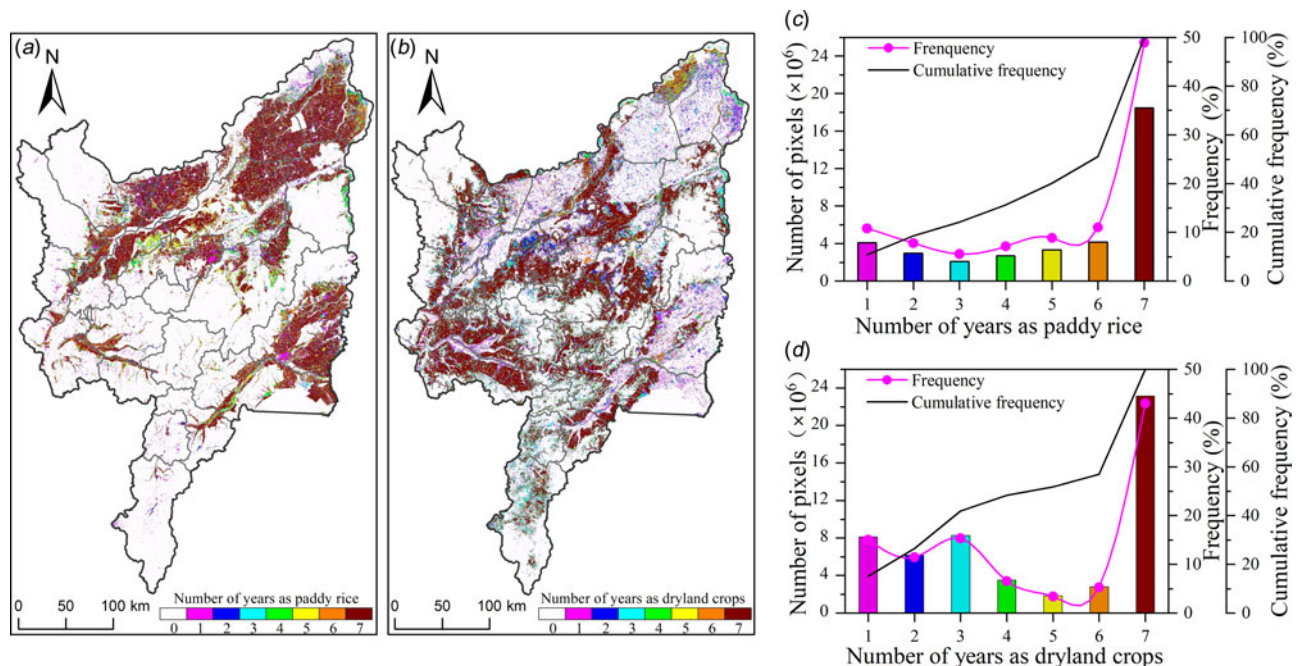 (a)
N
0 50 100 km
Number of years as paddy rice
0 1 2 3 4 5 6 7
(b)
N
0 50 100 km
Number of years as dryland crops
0 1 2 3 4 5 6 7
(c)
Frenquency
Cumulative frequency
24
20
16
12
8
4
0
Number of pixels (×10⁶)
50
40
30
20
10
0
Frequency (%)
100
80
60
40
20
0
Cumulative frequency (%)
1 2 3 4 5 6 7
Number of years as paddy rice
(d)
Frequency
Cumulative frequency
24
20
16
12
8
4
0
Number of pixels (×10⁶)
50
40
30
20
10
0
Frequency (%)
100
80
60
40
20
0
Cumulative frequency (%)
1 2 3 4 5 6 7
Number of years as dryland crops